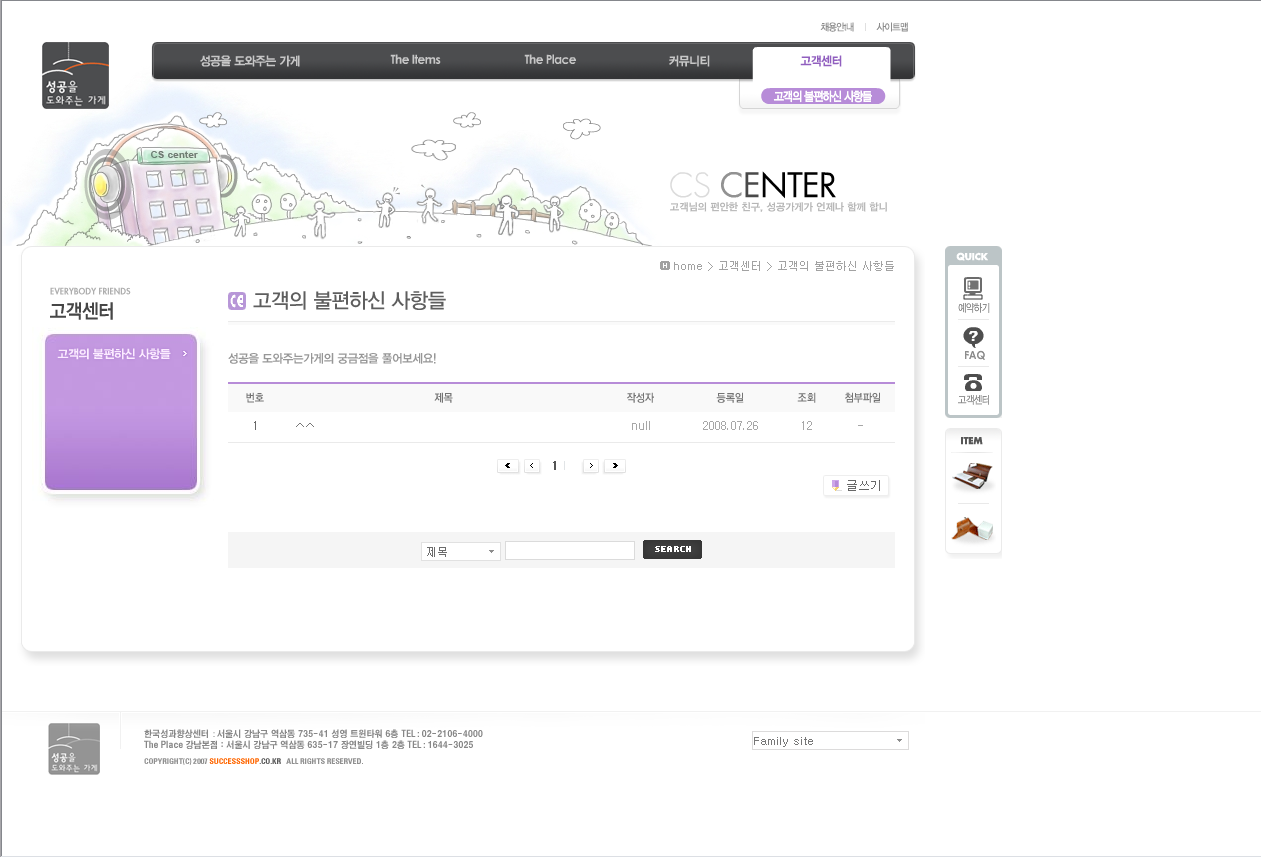 채용안내 | 사이트맵
성공을
도와주는 가게
성공을 도와주는 가게 The Items The Place 커뮤니티 고객센터
고객의 불편하신 사항들
CS center
CS CENTER
고객님의 편안한 친구, 성공가게가 언제나 함께 합니
home > 고객센터 > 고객의 불편하신 사항들
EVERYBODY FRIENDS
고객센터
고객의 불편하신 사항들 >
고객의 불편하신 사항들
성공을 도와주는가게의 궁금점을 풀어보세요!
번호 제목 작성자 등록일 조회 첨부파일
1 ^^ null 2008.07.26 12 -
1
글쓰기
제목 SEARCH
QUICK
예약하기
FAQ
고객센터
ITEM
성공을
도와주는 가게
한국성과향상센터 : 서울시 강남구 역삼동 735-41 성영 트윈타워 6층 TEL : 02-2106-4000
The Place 강남본점 : 서울시 강남구 역삼동 635-17 장연빌딩 1층 2층 TEL : 1644-3025
COPYRIGHT(C) 2007 SUCCESSSHOP.CO.KR ALL RIGHTS RESERVED.
Family site